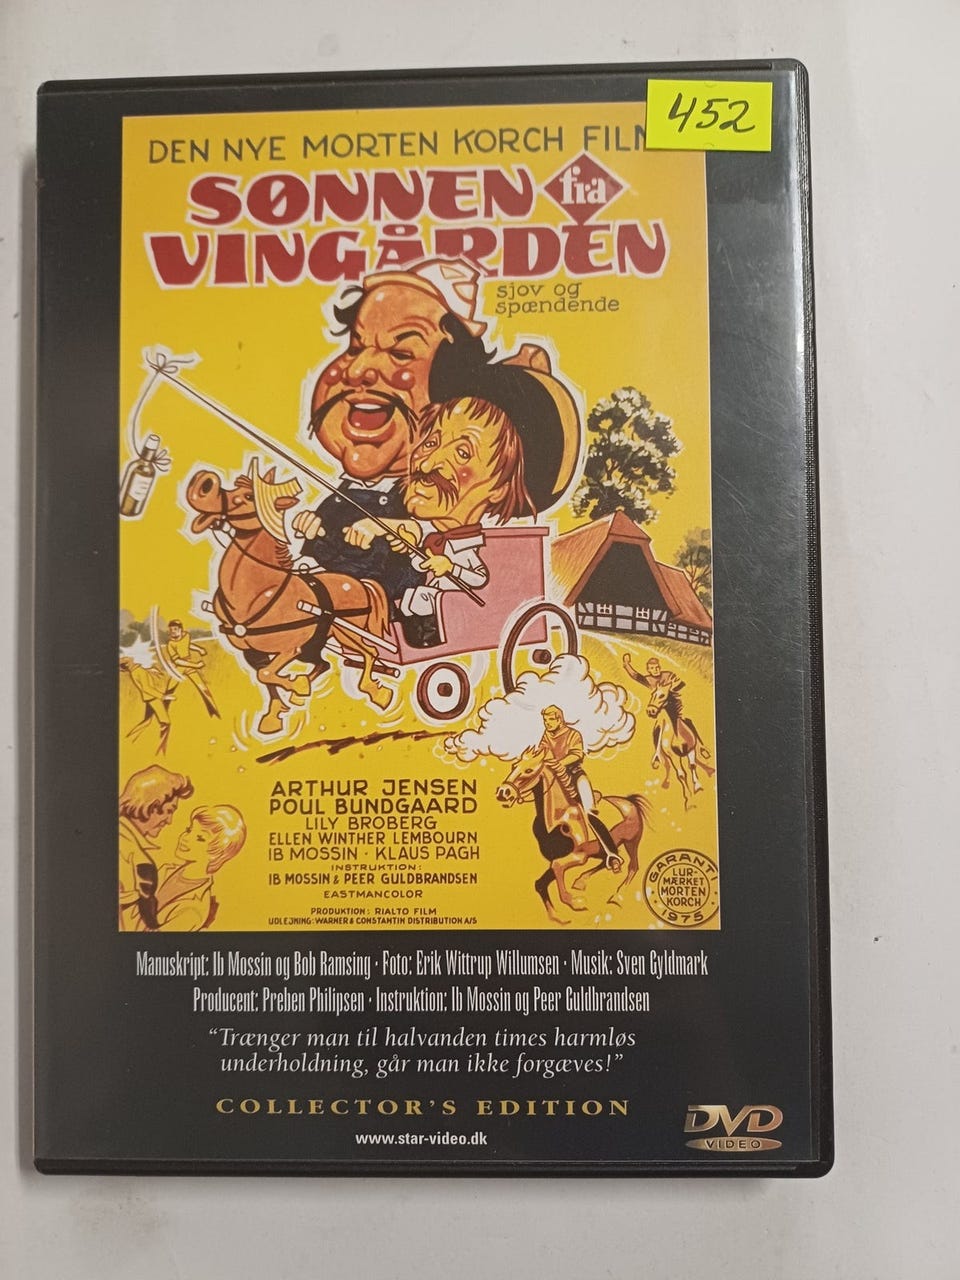 452
DEN NYE MORTEN KORCH FILM
SØNNEN fra
VINGÅRDEN
sjov og
spændende
ARTHUR JENSEN
POUL BUNDGAARD
LILY BROBERG
ELLEN WINTHER LEMBOURN
IB MOSSIN · KLAUS PAGH
INSTRUKTION:
IB MOSSIN & PEER GULDBRANDSEN
EASTMANCOLOR
PRODUKTION: RIALTO FILM
UDLEJNING: WARNER & CONSTANTIN DISTRIBUTION A/S
GARANTI
LUR-
MÆRKET
MORTEN
KORCH
1975
Manuskript: Ib Mossin og Bob Ramsing · Foto: Erik Wittrup Willumsen · Musik: Sven Gyldmark
Producent: Preben Philipsen · Instruktion: Ib Mossin og Peer Guldbrandsen
“Trænger man til halvanden times harmløs
underholdning, går man ikke forgæves!”
COLLECTOR'S EDITION
www.star-video.dk
DVD
VIDEO